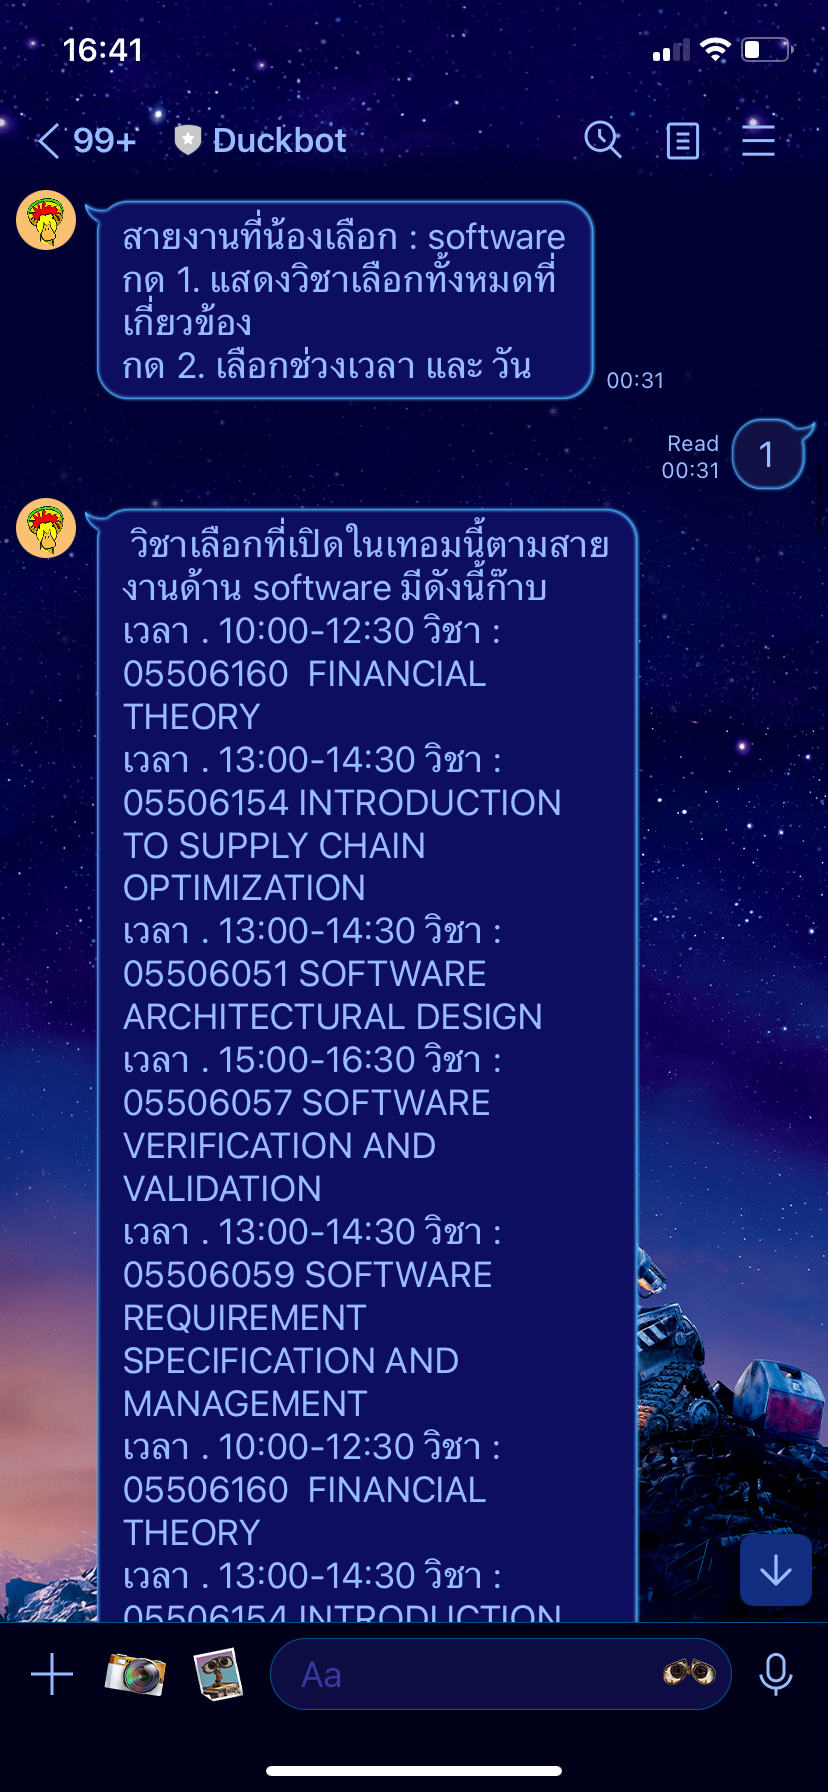 16:41
99+ Duckbot
สายงานที่น้องเลือก : software
กด 1. แสดงวิชาเลือกทั้งหมดที่
เกี่ยวข้อง
กด 2. เลือกช่วงเวลา และ วัน
00:31
Read
00:31
1
วิชาเลือกที่เปิดในเทอมนี้ตามสาย
งานด้าน software มีดังนี้ก๊าบ
เวลา . 10:00-12:30 วิชา :
05506160  FINANCIAL
THEORY
เวลา . 13:00-14:30 วิชา :
05506154 INTRODUCTION
TO SUPPLY CHAIN
OPTIMIZATION
เวลา . 13:00-14:30 วิชา :
05506051 SOFTWARE
ARCHITECTURAL DESIGN
เวลา . 15:00-16:30 วิชา :
05506057 SOFTWARE
VERIFICATION AND
VALIDATION
เวลา . 13:00-14:30 วิชา :
05506059 SOFTWARE
REQUIREMENT
SPECIFICATION AND
MANAGEMENT
เวลา . 10:00-12:30 วิชา :
05506160  FINANCIAL
THEORY
เวลา . 13:00-14:30 วิชา :
05506154 INTRODUCTION
Aa